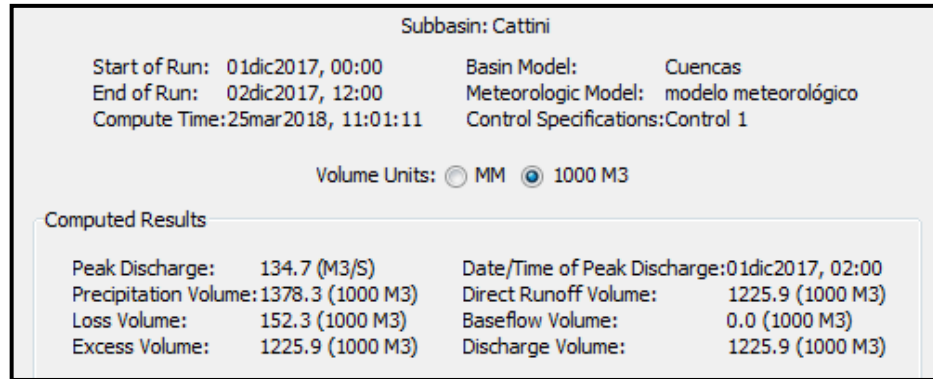 Subbasin: Cattini
Start of Run: 01dic2017, 00:00 Basin Model: Cuencas
End of Run: 02dic2017, 12:00 Meteorologic Model: modelo meteorológico
Compute Time:25mar2018, 11:01:11 Control Specifications:Control 1
Volume Units: MM 1000 M3
Computed Results
Peak Discharge: 134.7 (M3/S) Date/Time of Peak Discharge:01dic2017, 02:00
Precipitation Volume:1378.3 (1000 M3) Direct Runoff Volume: 1225.9 (1000 M3)
Loss Volume: 152.3 (1000 M3) Baseflow Volume: 0.0 (1000 M3)
Excess Volume: 1225.9 (1000 M3) Discharge Volume: 1225.9 (1000 M3)